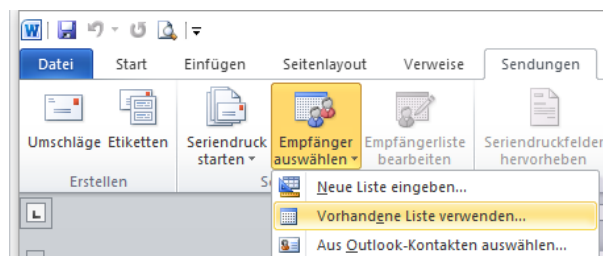 W
Datei Start Einfügen Seitenlayout Verweise Sendungen
Umschläge Etiketten Seriendruck starten Empfänger auswählen Empfängerliste bearbeiten Seriendruckfelder hervorheben
Erstellen S
Neue Liste eingeben...
Vorhandene Liste verwenden...
L
Aus Outlook-Kontakten auswählen...